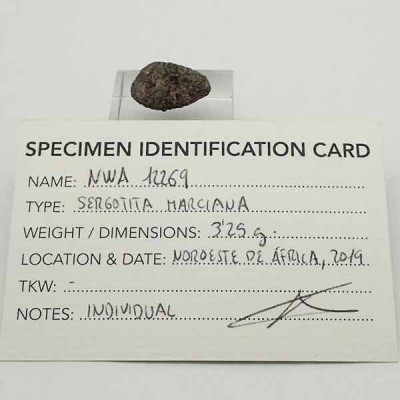 SPECIMEN IDENTIFICATION CARD
NAME: NWA 12269
TYPE: SERGOTITA MARCIANA
WEIGHT / DIMENSIONS: 3'25 g.
LOCATION & DATE: NOROESTE DE ÁFRICA, 2019
TKW: -
NOTES: INDIVIDUAL